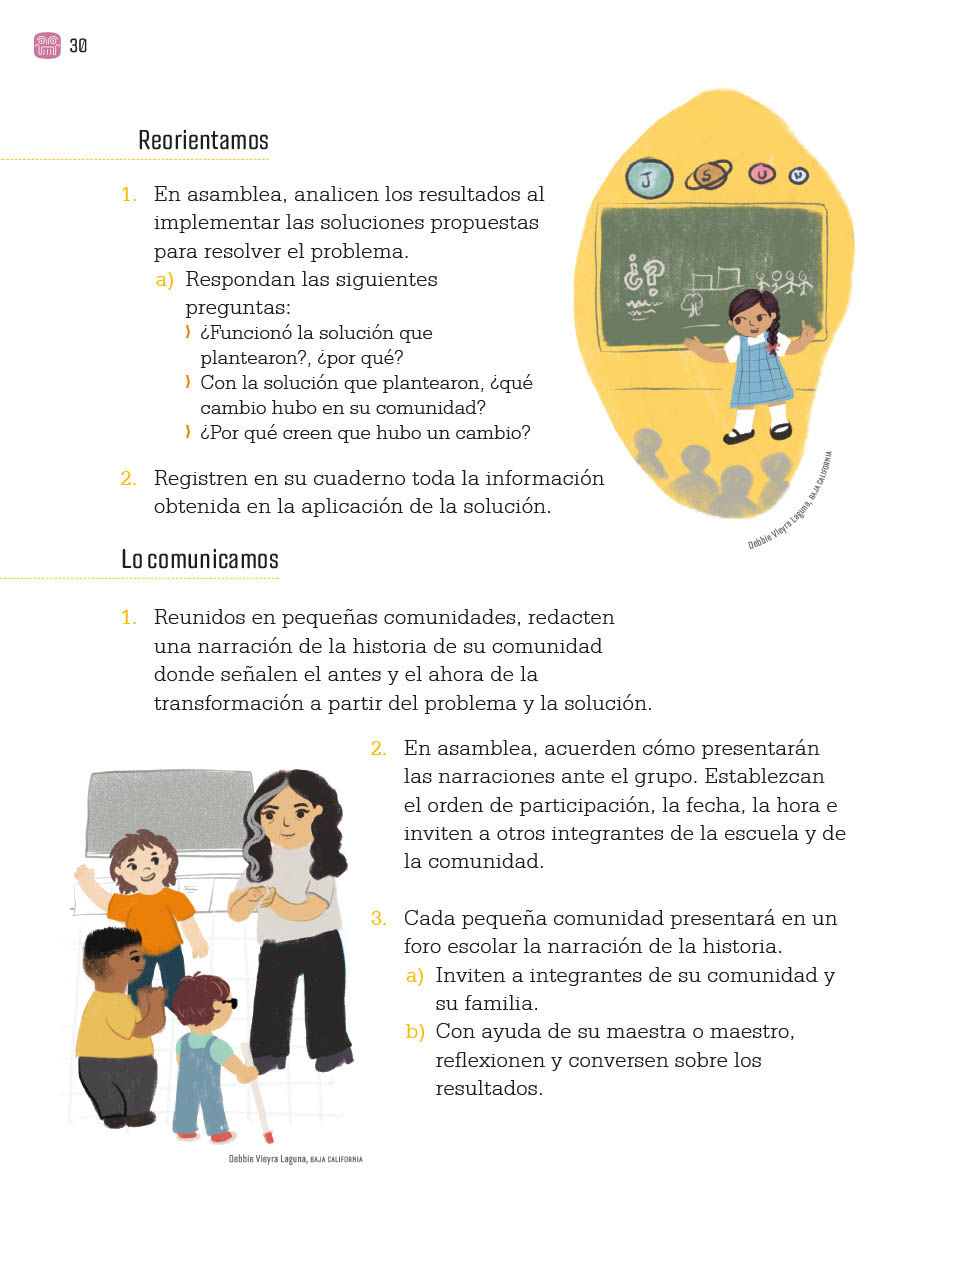 30
Reorientamos
1. En asamblea, analicen los resultados al
implementar las soluciones propuestas
para resolver el problema.
a) Respondan las siguientes
preguntas:
⟩ ¿Funcionó la solución que
plantearon?, ¿por qué?
⟩ Con la solución que plantearon, ¿qué
cambio hubo en su comunidad?
⟩ ¿Por qué creen que hubo un cambio?
2. Registren en su cuaderno toda la información
obtenida en la aplicación de la solución.
J S U
¿?
Debbie Vieyra Laguna, BAJA CALIFORNIA
Lo comunicamos
1. Reunidos en pequeñas comunidades, redacten
una narración de la historia de su comunidad
donde señalen el antes y el ahora de la
transformación a partir del problema y la solución.
2. En asamblea, acuerden cómo presentarán
las narraciones ante el grupo. Establezcan
el orden de participación, la fecha, la hora e
inviten a otros integrantes de la escuela y de
la comunidad.
3. Cada pequeña comunidad presentará en un
foro escolar la narración de la historia.
a) Inviten a integrantes de su comunidad y
su familia.
b) Con ayuda de su maestra o maestro,
reflexionen y conversen sobre los
resultados.
Debbie Vieyra Laguna, BAJA CALIFORNIA